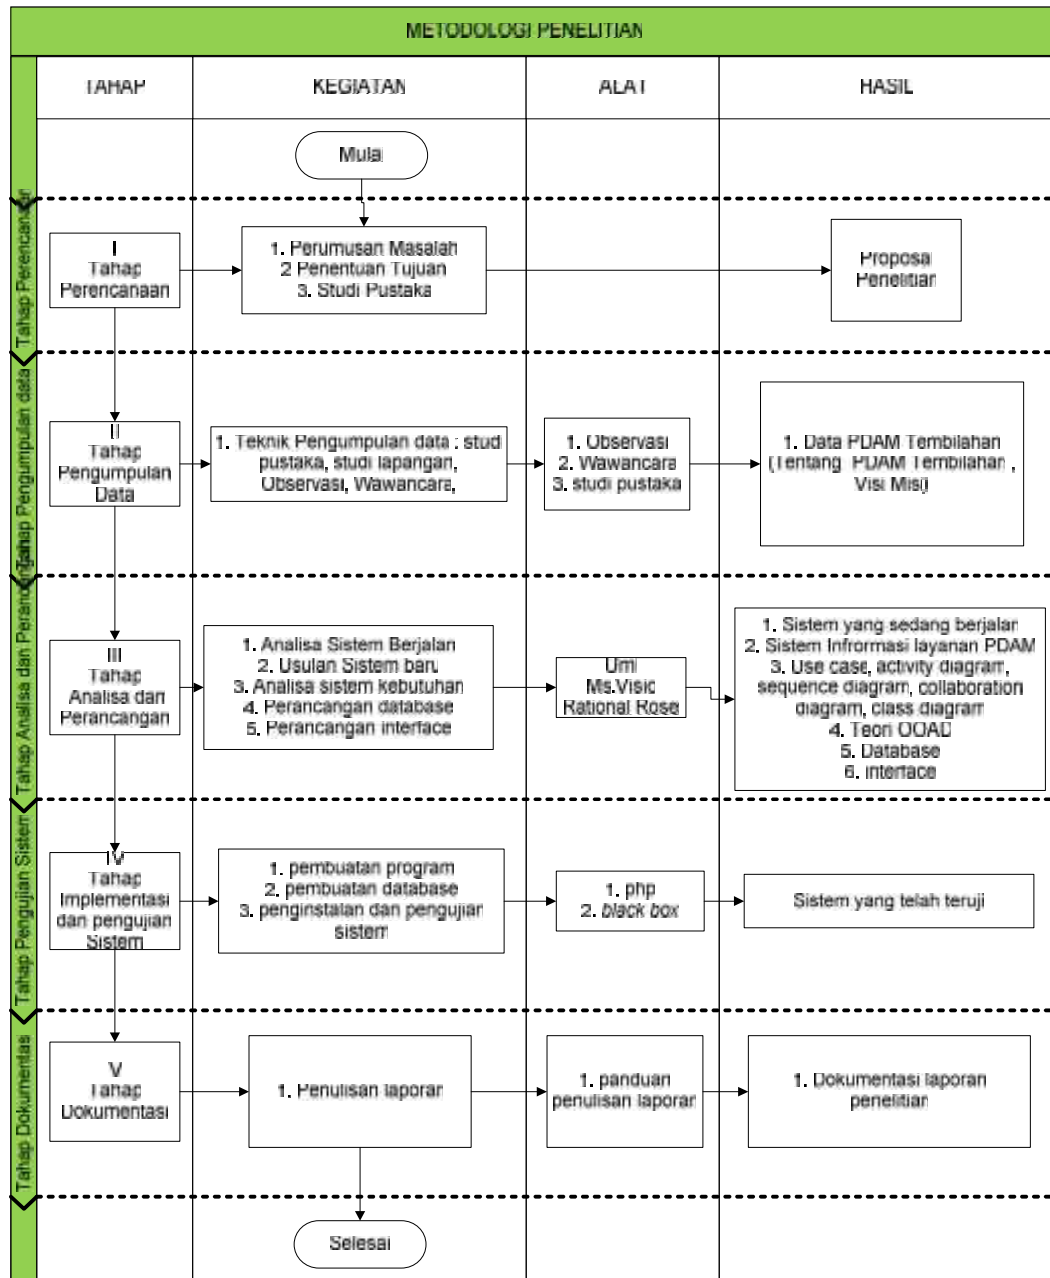 METODOLOGI PENELITIAN
TAHAP
KEGIATAN
ALAT
HASIL
Mulai
Tahap Perencanaan
I
Tahap
Perencanaan
1. Perumusan Masalah
2 Penentuan Tujuan
3. Studi Pustaka
Proposal
Penelitian
Tahap Pengumpulan data
II
Tahap
Pengumpulan
Data
1. Teknik Pengumpulan data : studi
pustaka, studi lapangan,
Observasi, Wawancara,
1. Observasi
2. Wawancara
3. studi pustaka
1. Data PDAM Tembilahan
(Tentang PDAM Tembilahan ,
Visi Misi)
Tahap Analisa dan Perancangan
III
Tahap
Analisa dan
Perancangan
1. Analisa Sistem Berjalan
2. Usulan Sistem baru
3. Analisa sistem kebutuhan
4. Perancangan database
5. Perancangan interface
Uml
Ms.Visio
Rational Rose
1. Sistem yang sedang berjalan
2. Sistem Infrormasi layanan PDAM
3. Use case, activity diagram,
sequence diagram, collaboration
diagram, class diagram
4. Teori OOAD
5. Database
6. interface
Tahap Pengujian Sistem
IV
Tahap
Implementasi
dan pengujian
Sistem
1. pembuatan program
2. pembuatan database
3. penginstalan dan pengujian
sistem
1. php
2. black box
Sistem yang telah teruji
Tahap Dokumentasi
V
Tahap
Dokumentasi
1. Penulisan laporan
1. panduan
penulisan laporan
1. Dokumentasi laporan
penelitian
Selesai